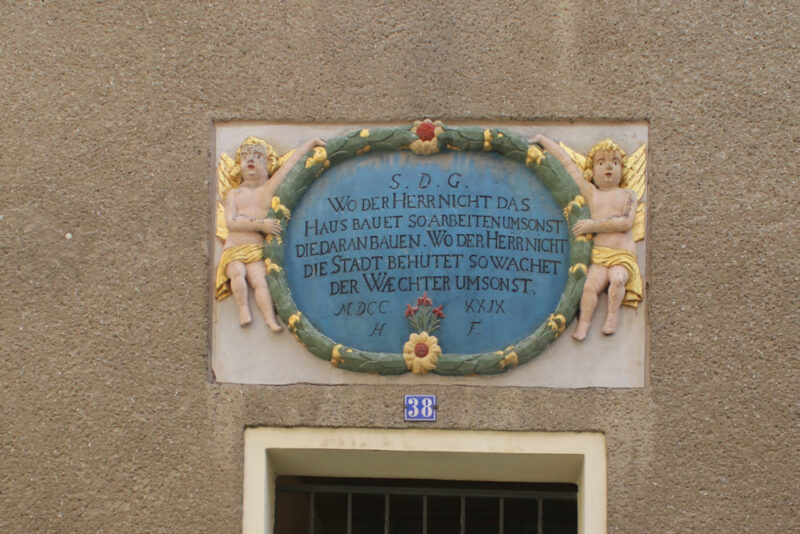 S. D. G.
WO DER HERR NICHT DAS
HAUS BAUET SO ARBEITEN UMSONST
DIE DARAN BAUEN. WO DER HERR NICHT
DIE STADT BEHÜTET SO WACHET
DER WÆCHTER UMSONST.
MDCC XXIX
H. F.
38